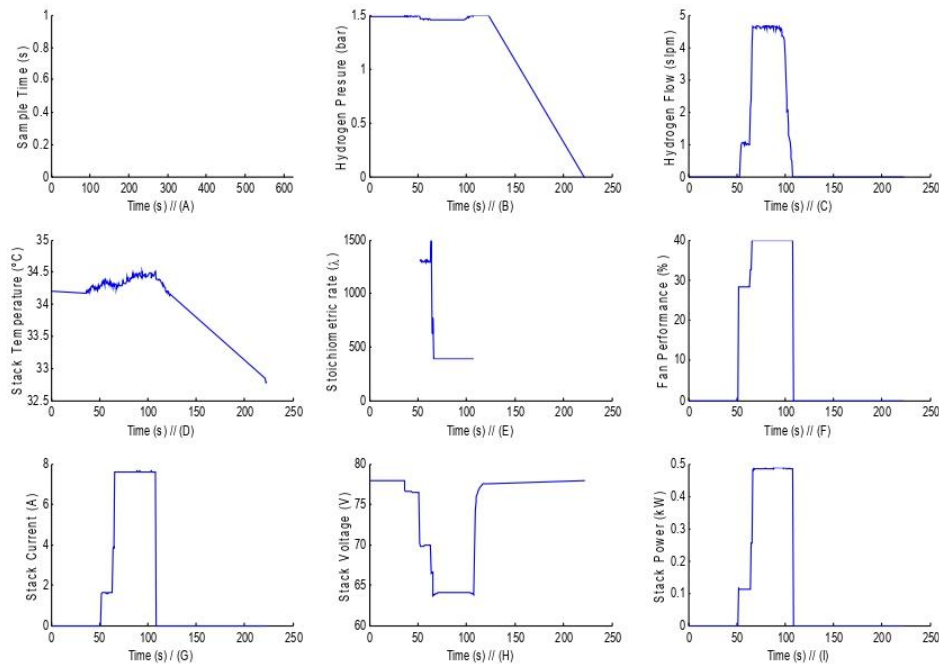 Sample Time (s)
1
0.8
0.6
0.4
0.2
0
0 100 200 300 400 500 600
Time (s) // (A)
Hydrogen Presure (bar)
1.5
1
0.5
0
0 50 100 150 200 250
Time (s) // (B)
Hydrogen Flow (slpm)
5
4
3
2
1
0
0 50 100 150 200 250
Time (s) // (C)
Stack Temperature (ºC)
35
34.5
34
33.5
33
32.5
0 50 100 150 200 250
Time (s) // (D)
Stoichiometric rate (λ)
1500
1000
500
0
0 50 100 150 200 250
Time (s) // (E)
Fan Performance (%)
40
30
20
10
0
0 50 100 150 200 250
Time (s) // (F)
Stack Current (A)
8
6
4
2
0
0 50 100 150 200 250
Time (s) / (G)
Stack Voltage (V)
80
75
70
65
60
0 50 100 150 200 250
Time (s) // (H)
Stack Power (kW)
0.5
0.4
0.3
0.2
0.1
0
0 50 100 150 200 250
Time (s) // (I)